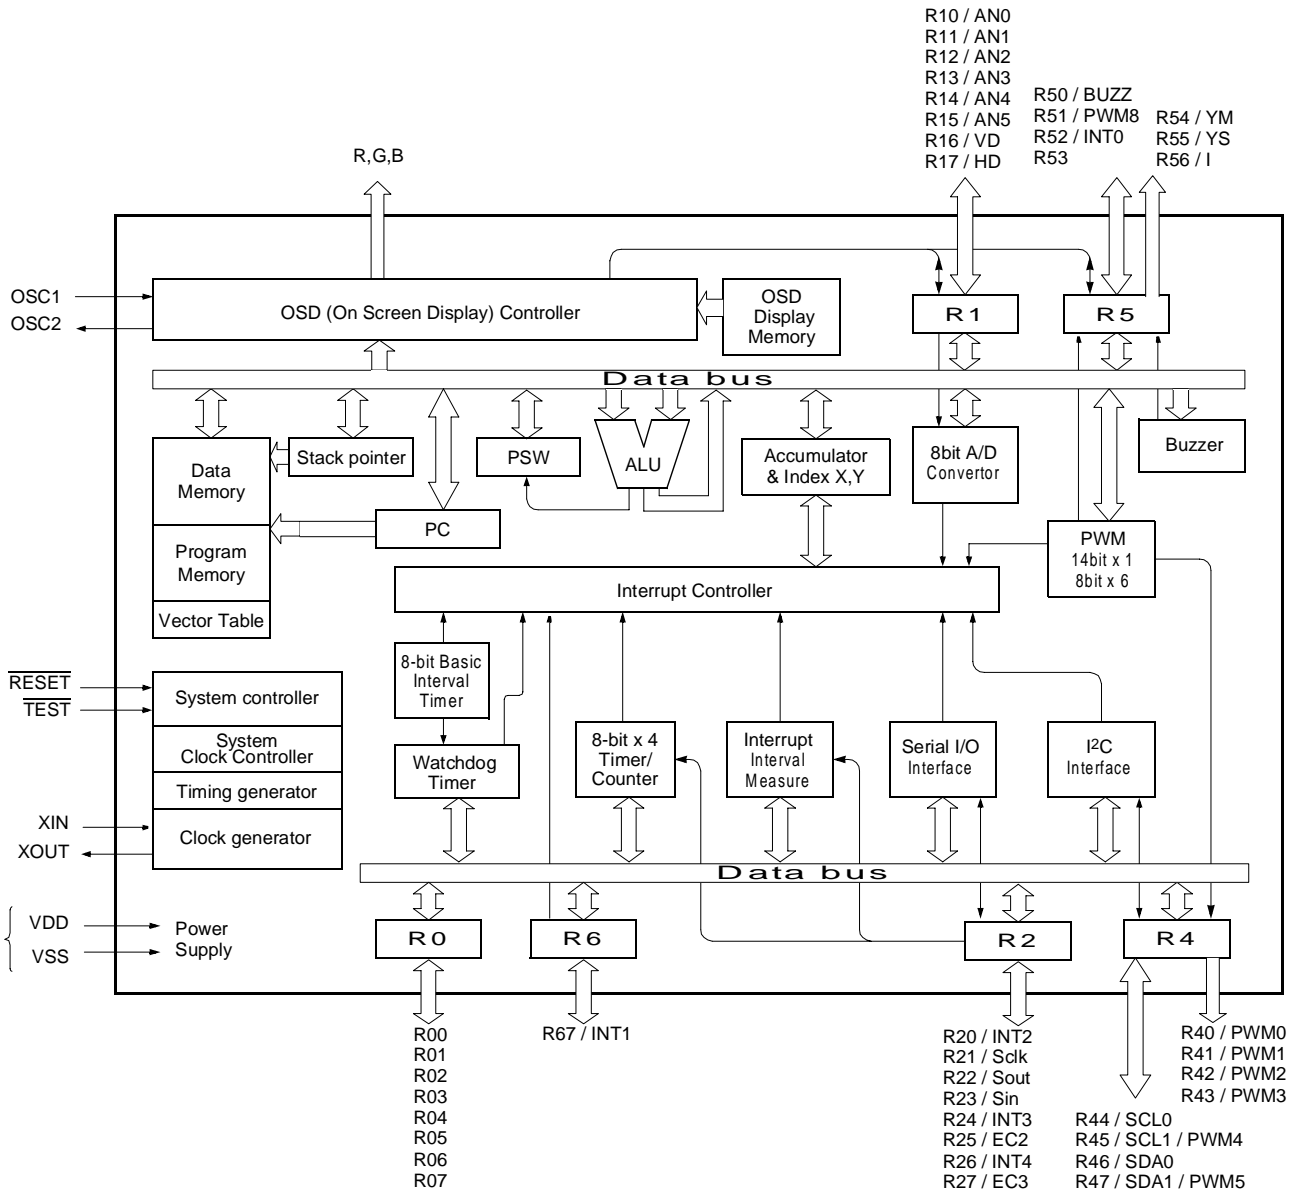 R10 / AN0
R11 / AN1
R12 / AN2
R13 / AN3
R14 / AN4
R15 / AN5
R16 / VD
R17 / HD
R50 / BUZZ
R51 / PWM8
R52 / INT0
R53
R54 / YM
R55 / YS
R56 / I
R,G,B
OSC1
OSC2
OSD (On Screen Display) Controller
OSD
Display
Memory
R1
R5
Data bus
Data
Memory
Stack pointer
PSW
ALU
Accumulator
& Index X,Y
8bit A/D
Convertor
Buzzer
PC
Program
Memory
Vector Table
PWM
14bit x 1
8bit x 6
Interrupt Controller
RESET
TEST
System controller
System
Clock Controller
Timing generator
Clock generator
XIN
XOUT
8-bit Basic
Interval
Timer
Watchdog
Timer
8-bit x 4
Timer/
Counter
Interrupt
Interval
Measure
Serial I/O
Interface
I²C
Interface
Data bus
VDD
VSS
Power
Supply
R0
R6
R2
R4
R00
R01
R02
R03
R04
R05
R06
R07
R67 / INT1
R20 / INT2
R21 / Sclk
R22 / Sout
R23 / Sin
R24 / INT3
R25 / EC2
R26 / INT4
R27 / EC3
R40 / PWM0
R41 / PWM1
R42 / PWM2
R43 / PWM3
R44 / SCL0
R45 / SCL1 / PWM4
R46 / SDA0
R47 / SDA1 / PWM5